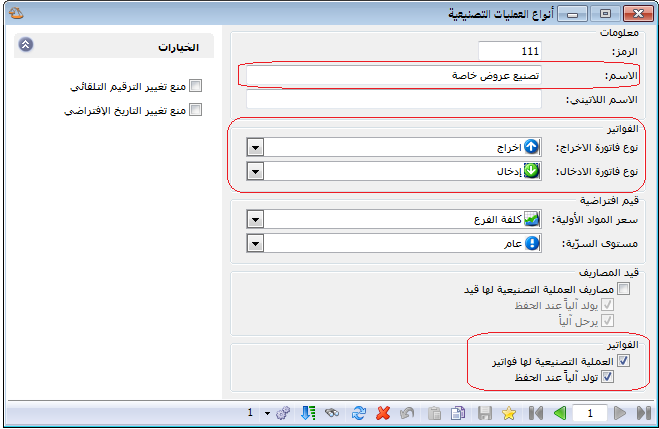 أنواع العمليات التصنيعية
معلومات
الرمز: 111
الاسم: تصنيع عروض خاصة
الاسم اللاتيني:
الفواتير
نوع فاتورة الاخراج: اخراج
نوع فاتورة الادخال: إدخال
قيم افتراضية
سعر المواد الأولية: كلفة الفرع
مستوى السرّية: عام
قيد المصاريف
مصاريف العملية التصنيعية لها قيد
يولد آلياً عند الحفظ
يرحل آلياً
الفواتير
العملية التصنيعية لها فواتير
تولد آلياً عند الحفظ
الخيارات
منع تغيير الترقيم التلقائي
منع تغيير التاريخ الإفتراضي
1
1